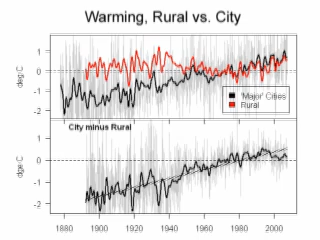 Warming, Rural vs. City
deg C
1
0
-1
-2
'Major' Cities
Rural
City minus Rural
dge C
1
0
-1
-2
1880 1900 1920 1940 1960 1980 2000